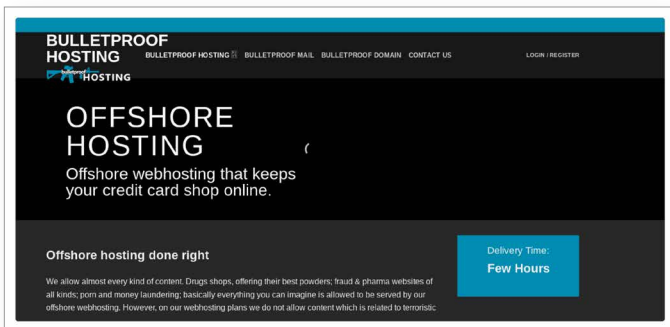 BULLETPROOF
HOSTING
bulletproof HOSTING
BULLETPROOF HOSTING BULLETPROOF MAIL BULLETPROOF DOMAIN CONTACT US
LOGIN / REGISTER
OFFSHORE
HOSTING
Offshore webhosting that keeps
your credit card shop online.
Offshore hosting done right
We allow almost every kind of content. Drugs shops, offering their best powders; fraud & pharma websites of
all kinds; porn and money laundering; basically everything you can imagine is allowed to be served by our
offshore webhosting. However, on our webhosting plans we do not allow content which is related to terroristic
Delivery Time:
Few Hours